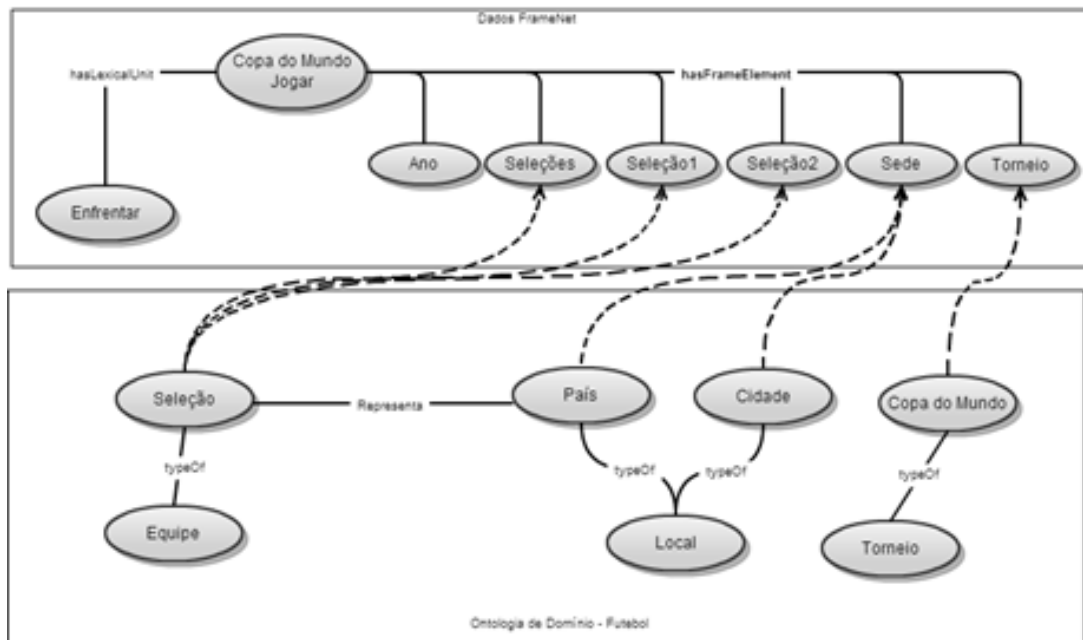 Dados FrameNet
Copa do Mundo
Jogar
hasLexicalUnit
hasFrameElement
Ano
Seleções
Seleção1
Seleção2
Sede
Torneio
Enfrentar
Seleção
Representa
País
Cidade
Copa do Mundo
typeOf
typeOf
typeOf
typeOf
Equipe
Local
Torneio
Ontologia de Domínio - Futebol